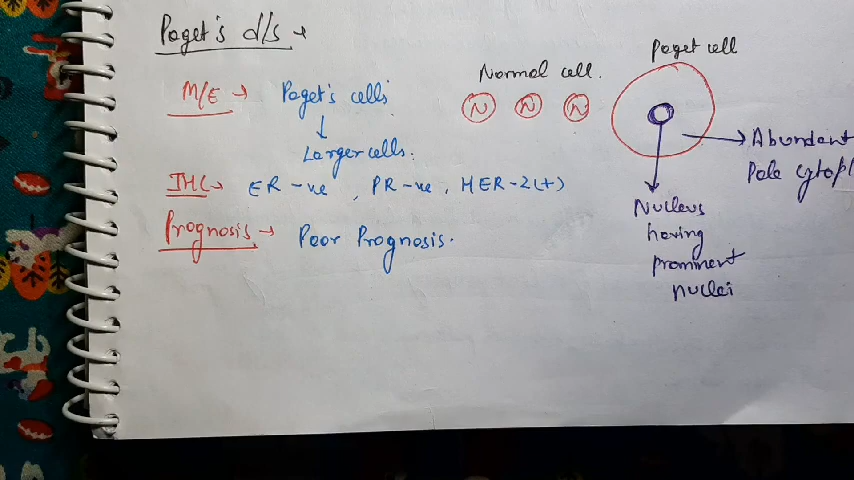 Paget's d/s →
M/E → Paget's cells
↓
Larger cells.
IHC → ER -ve , PR -ve , HER-2(+)
Prognosis → Poor Prognosis.
Normal cell.
N N N
Paget cell
→ Abundant
Pale cytopl
Nucleus
having
prominent
nuclei